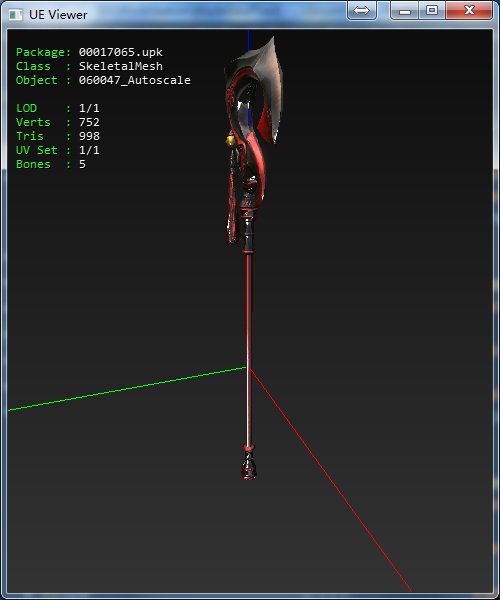 UE Viewer
Package: 00017065.upk
Class : SkeletalMesh
Object : 060047_Autoscale
LOD : 1/1
Verts : 752
Tris : 998
UV Set : 1/1
Bones : 5